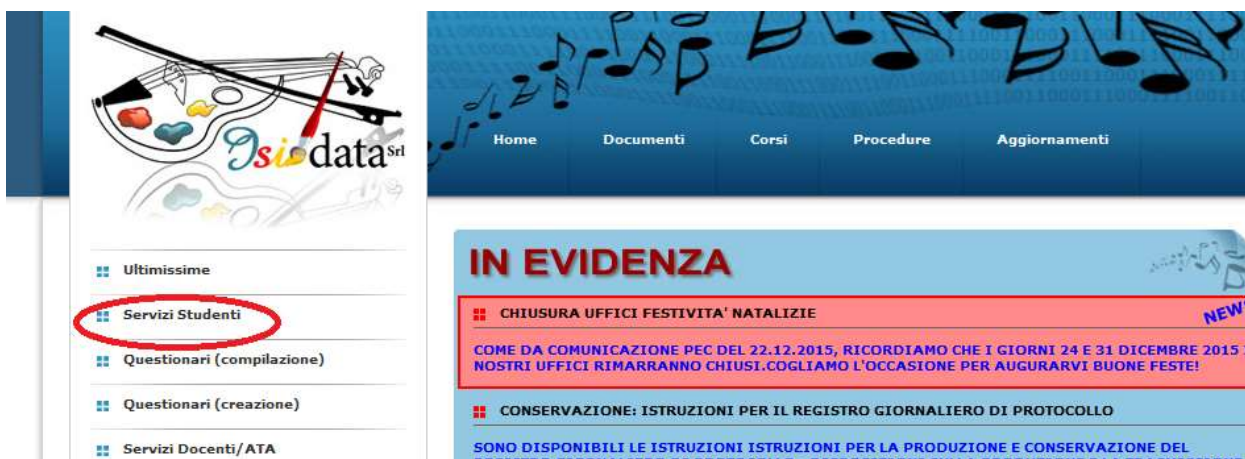 Isidata Srl
Home Documenti Corsi Procedure Aggiornamenti
Ultimissime
Servizi Studenti
Questionari (compilazione)
Questionari (creazione)
Servizi Docenti/ATA
IN EVIDENZA
CHIUSURA UFFICI FESTIVITA' NATALIZIE
NEW
COME DA COMUNICAZIONE PEC DEL 22.12.2015, RICORDIAMO CHE I GIORNI 24 E 31 DICEMBRE 2015
NOSTRI UFFICI RIMARRANNO CHIUSI.COGLIAMO L'OCCASIONE PER AUGURARVI BUONE FESTE!
CONSERVAZIONE: ISTRUZIONI PER IL REGISTRO GIORNALIERO DI PROTOCOLLO
SONO DISPONIBILI LE ISTRUZIONI ISTRUZIONI PER LA PRODUZIONE E CONSERVAZIONE DEL